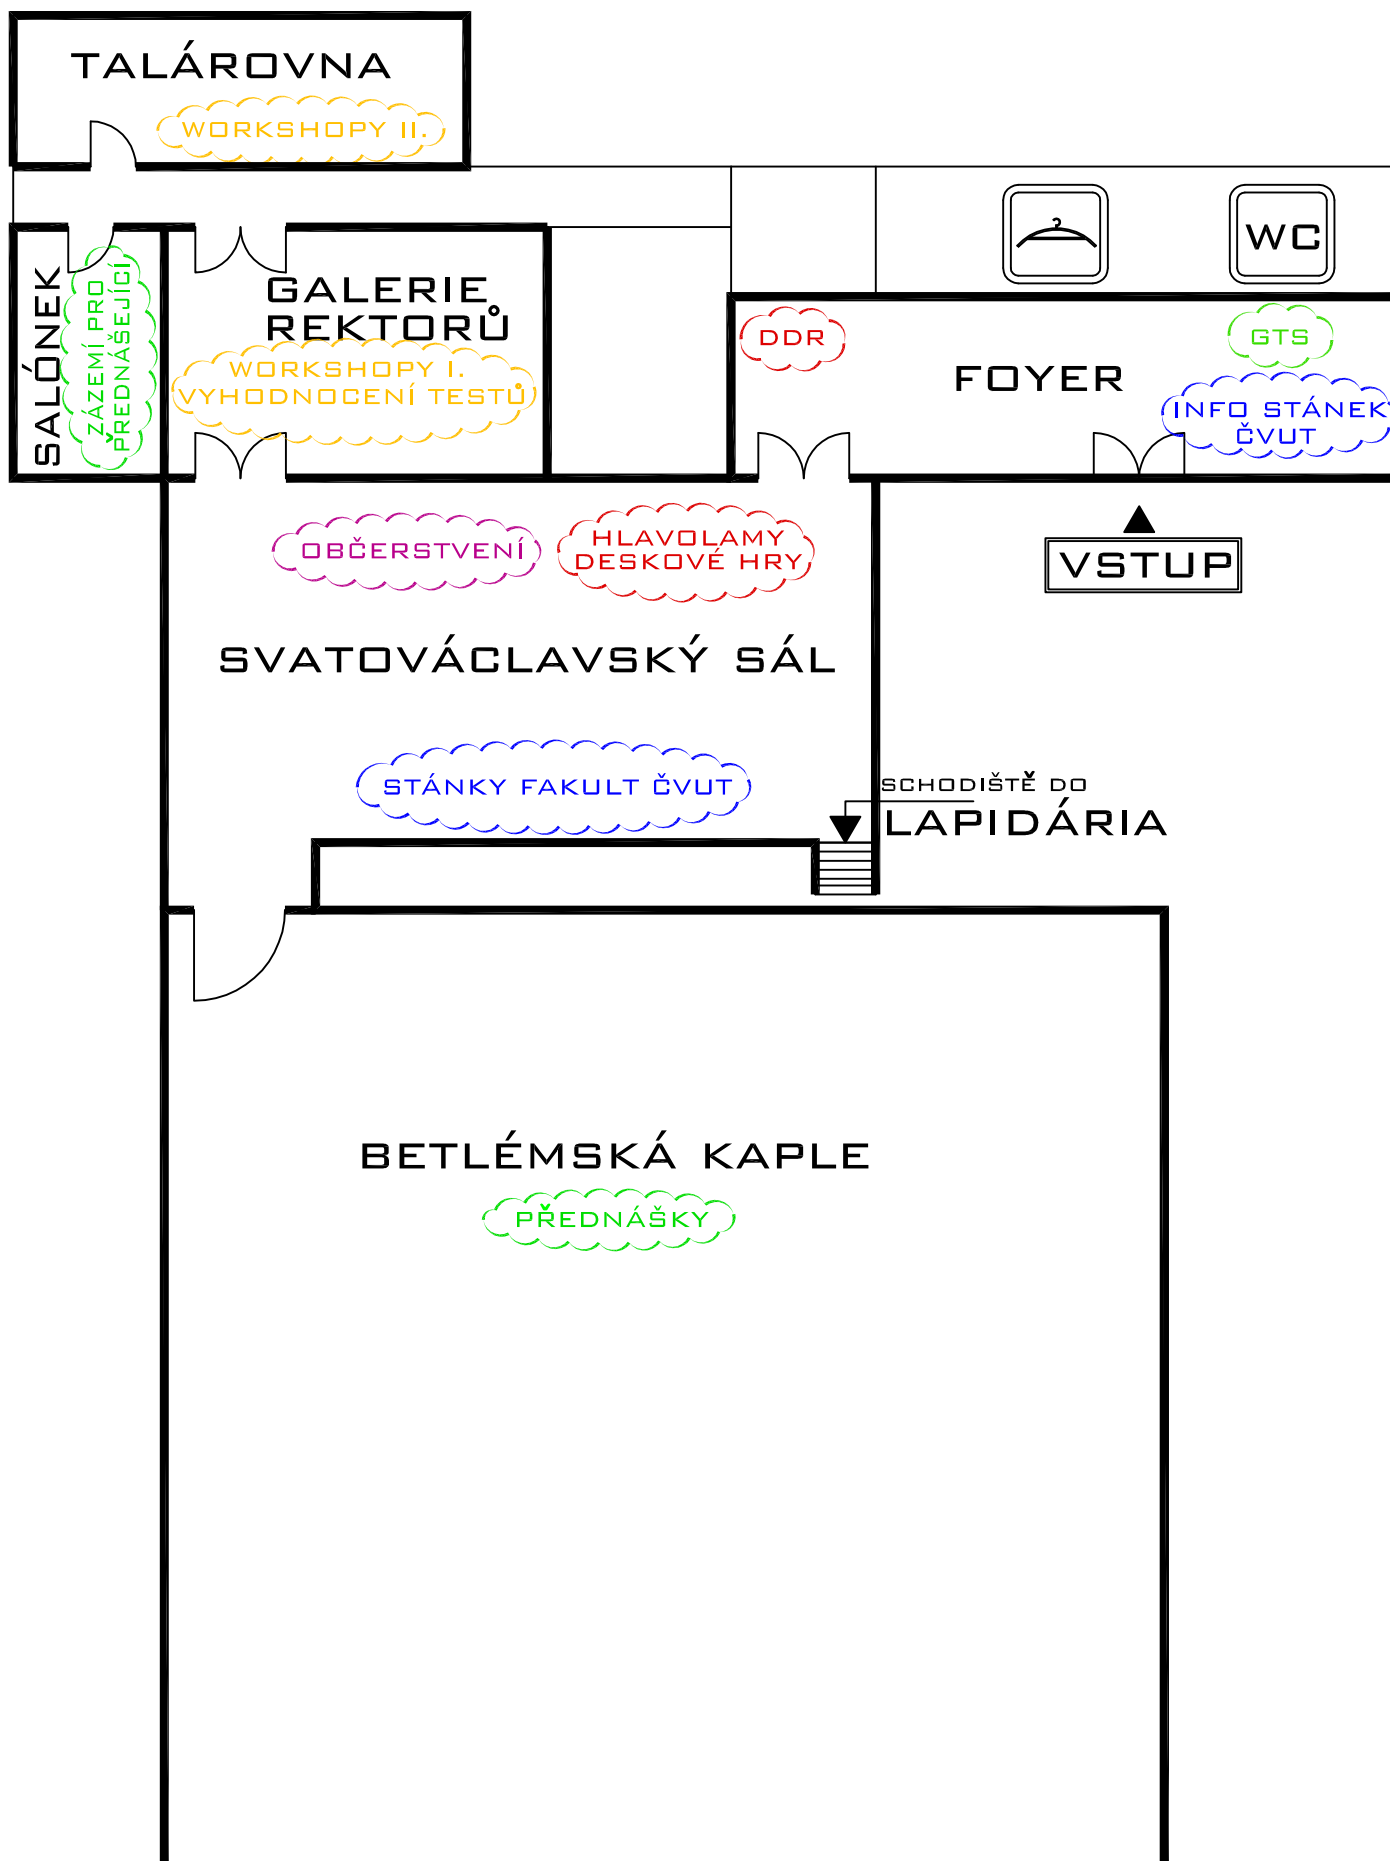 TALÁROVNA
WORKSHOPY II.
WC
SALÓNEK
ZÁZEMÍ PRO
PŘEDNÁŠEJÍCÍ
GALERIE
REKTORŮ
WORKSHOPY I.
VYHODNOCENÍ TESTŮ
DDR
FOYER
GTS
INFO STÁNEK
ČVUT
VSTUP
OBČERSTVENÍ
HLAVOLAMY
DESKOVÉ HRY
SVATOVÁCLAVSKÝ SÁL
STÁNKY FAKULT ČVUT
SCHODIŠTĚ DO
LAPIDÁRIA
BETLÉMSKÁ KAPLE
PŘEDNÁŠKY